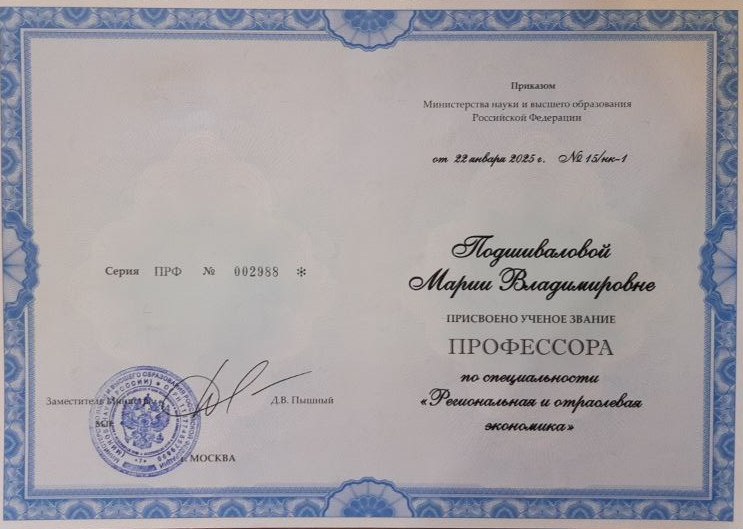 Серия ПРФ № 002988 *
Заместитель Министра
Д.В. Пышный
г. МОСКВА
Приказом
Министерства науки и высшего образования
Российской Федерации
от 22 января 2025 г. № 15/нк-1
Подшиваловой
Марии Владимировне
ПРИСВОЕНО УЧЕНОЕ ЗВАНИЕ
ПРОФЕССОРА
по специальности
«Региональная и отраслевая
экономика»